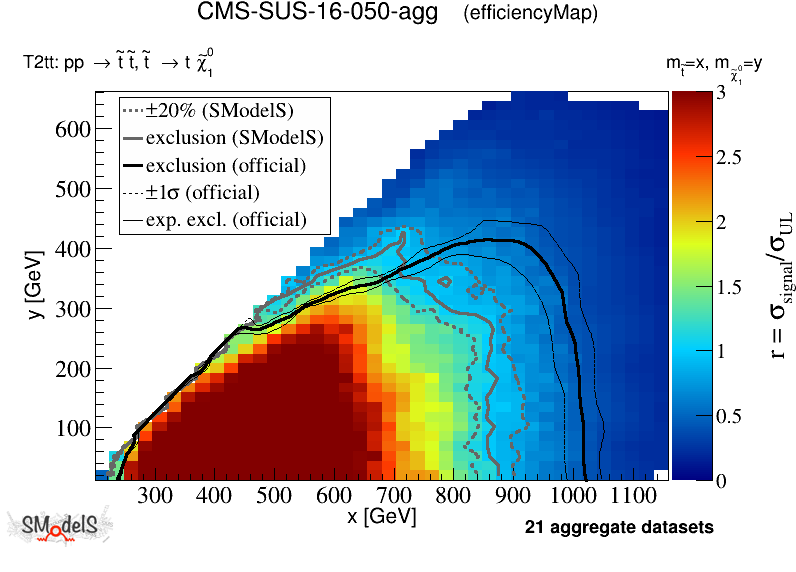 CMS-SUS-16-050-agg (efficiencyMap)
T2tt: pp → t̃ t̃, t̃ → t χ̃⁰₁
m_t̃=x, m_χ̃⁰₁=y
±20% (SModelS)
exclusion (SModelS)
exclusion (official)
±1σ (official)
exp. excl. (official)
600
500
400
300
200
100
y [GeV]
300 400 500 600 700 800 900 1000 1100
x [GeV]
3
2.5
2
1.5
1
0.5
0
r = σ_signal/σ_UL
SModelS
21 aggregate datasets